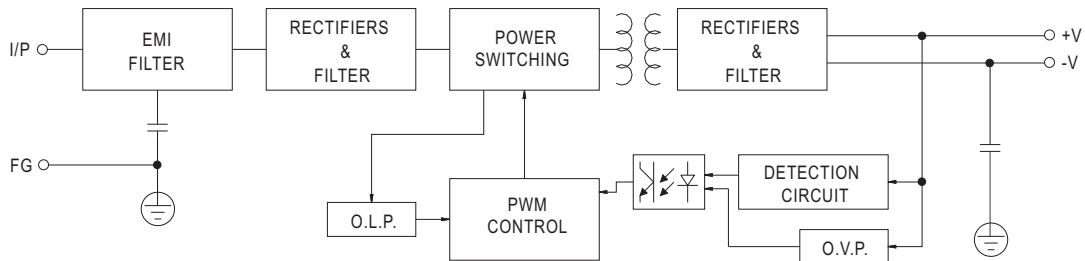 I/P
EMI
FILTER
RECTIFIERS
&
FILTER
POWER
SWITCHING
RECTIFIERS
&
FILTER
+V
-V
FG
O.L.P.
PWM
CONTROL
DETECTION
CIRCUIT
O.V.P.